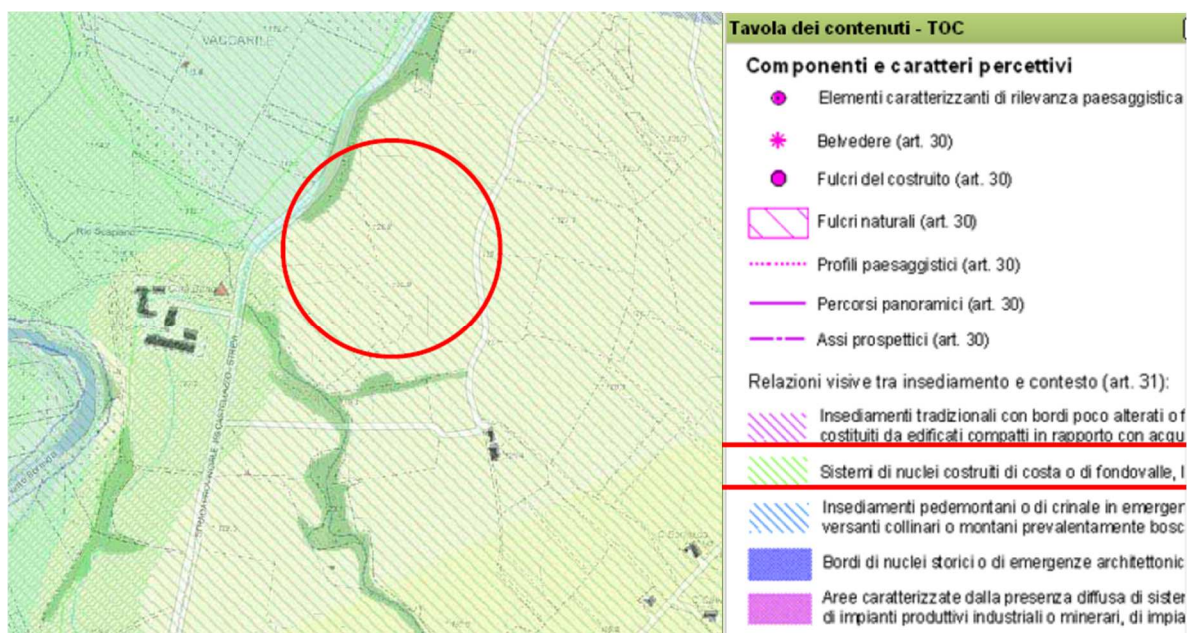 VACCARILE
Rio Scapiano
STRADA PROVINCIALE
Tavola dei contenuti - TOC
Componenti e caratteri percettivi
Elementi caratterizzanti di rilevanza paesaggistica
Belvedere (art. 30)
Fulcri del costruito (art. 30)
Fulcri naturali (art. 30)
Profili paesaggistici (art. 30)
Percorsi panoramici (art. 30)
Assi prospettici (art. 30)
Relazioni visive tra insediamento e contesto (art. 31):
Insediamenti tradizionali con bordi poco alterati o f
costituiti da edificati compatti in rapporto con acqu
Sistemi di nuclei costruiti di costa o di fondovalle, l
Insediamenti pedemontani o di crinale in emerger
versanti collinari o montani prevalentemente bosc
Bordi di nuclei storici o di emergenze architettonic
Aree caratterizzate dalla presenza diffusa di sister
di impianti produttivi industriali o minerari, di impia